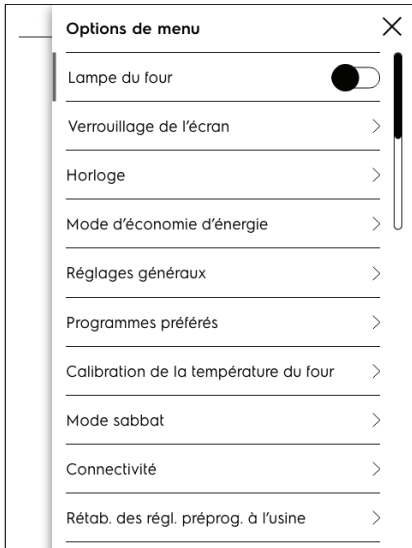 Options de menu
Lampe du four
Verrouillage de l’écran
Horloge
Mode d’économie d’énergie
Réglages généraux
Programmes préférés
Calibration de la température du four
Mode sabbat
Connectivité
Rétab. des régl. préprog. à l’usine